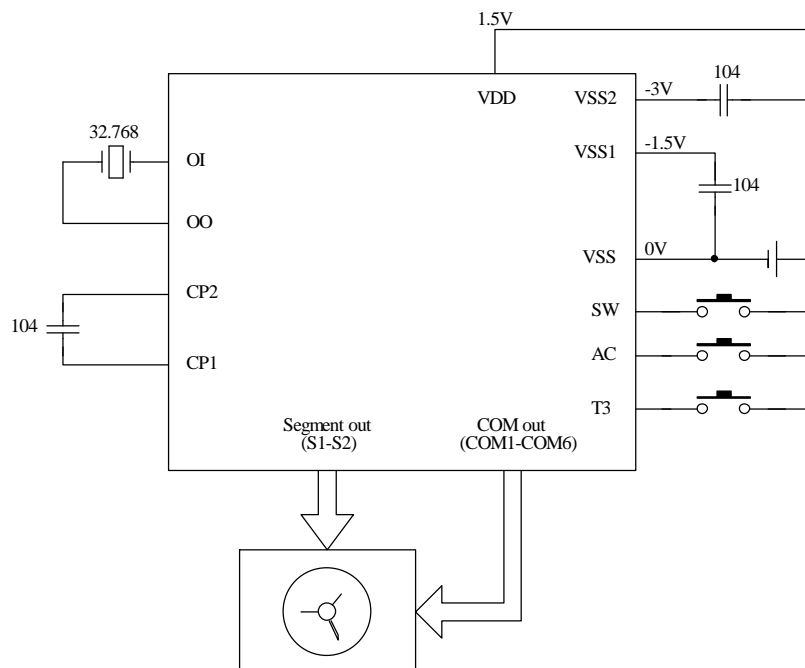 1.5V
104
VDD
VSS2
-3V
32.768
VSS1
-1.5V
OI
104
OO
VSS
0V
CP2
SW
104
AC
CP1
T3
Segment out
(S1-S2)
COM out
(COM1-COM6)